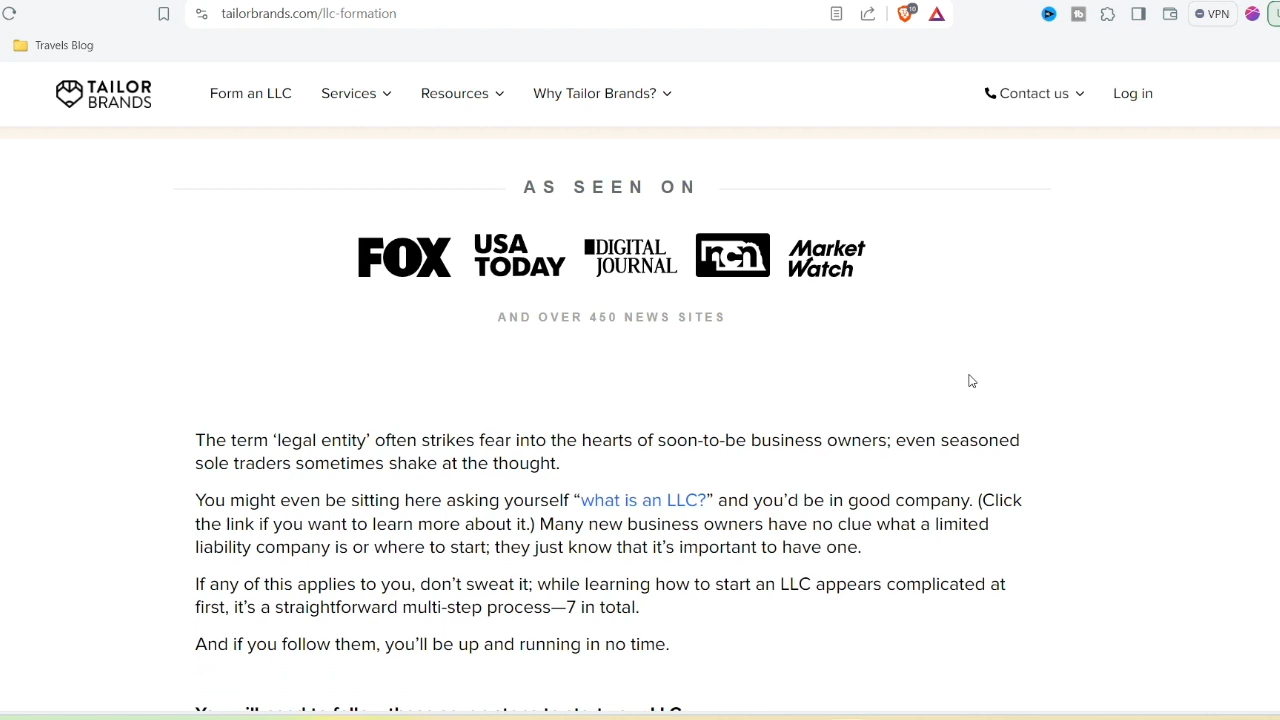 tailorbrands.com/llc-formation
10
VPN
Travels Blog
TAILOR
BRANDS
Form an LLC
Services
Resources
Why Tailor Brands?
Contact us
Log in
AS SEEN ON
FOX
USA
TODAY
DIGITAL
JOURNAL
ncn
Market
Watch
AND OVER 450 NEWS SITES
The term ‘legal entity’ often strikes fear into the hearts of soon-to-be business owners; even seasoned
sole traders sometimes shake at the thought.
You might even be sitting here asking yourself “what is an LLC?” and you’d be in good company. (Click
the link if you want to learn more about it.) Many new business owners have no clue what a limited
liability company is or where to start; they just know that it’s important to have one.
If any of this applies to you, don’t sweat it; while learning how to start an LLC appears complicated at
first, it’s a straightforward multi-step process—7 in total.
And if you follow them, you’ll be up and running in no time.